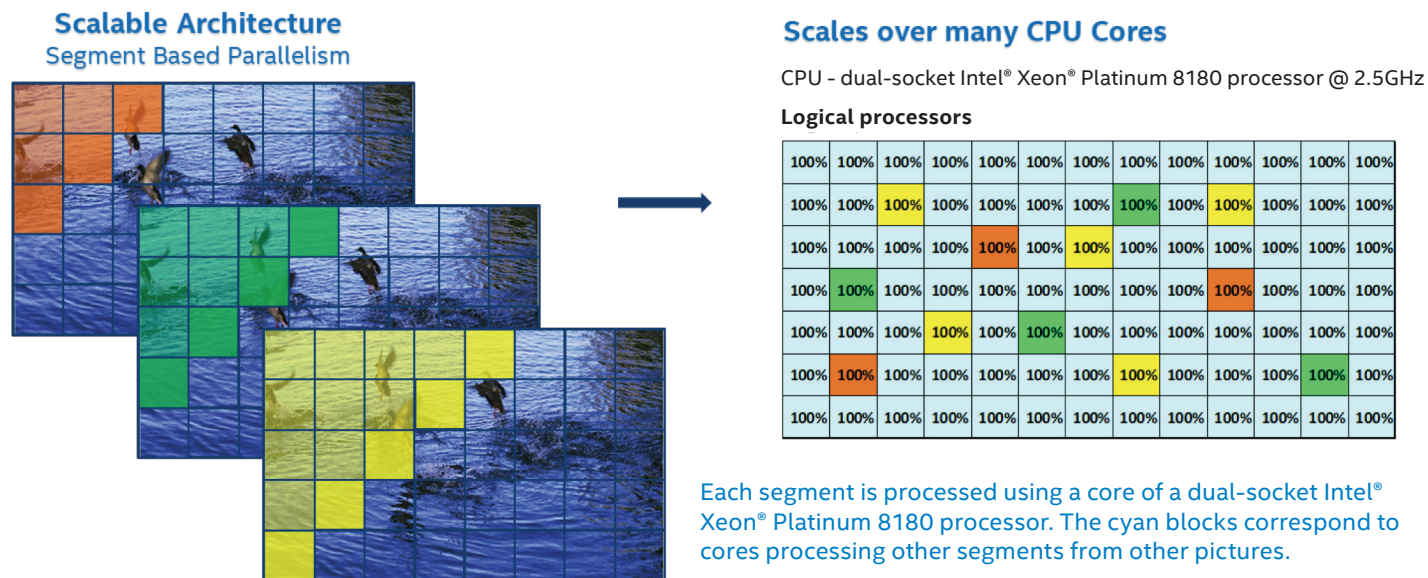 Scalable Architecture
Segment Based Parallelism
Scales over many CPU Cores
CPU - dual-socket Intel® Xeon® Platinum 8180 processor @ 2.5GHz
Logical processors
100% 100% 100% 100% 100% 100% 100% 100% 100% 100% 100% 100% 100%
100% 100% 100% 100% 100% 100% 100% 100% 100% 100% 100% 100% 100%
100% 100% 100% 100% 100% 100% 100% 100% 100% 100% 100% 100% 100%
100% 100% 100% 100% 100% 100% 100% 100% 100% 100% 100% 100% 100%
100% 100% 100% 100% 100% 100% 100% 100% 100% 100% 100% 100% 100%
100% 100% 100% 100% 100% 100% 100% 100% 100% 100% 100% 100% 100%
100% 100% 100% 100% 100% 100% 100% 100% 100% 100% 100% 100% 100%
Each segment is processed using a core of a dual-socket Intel®
Xeon® Platinum 8180 processor. The cyan blocks correspond to
cores processing other segments from other pictures.